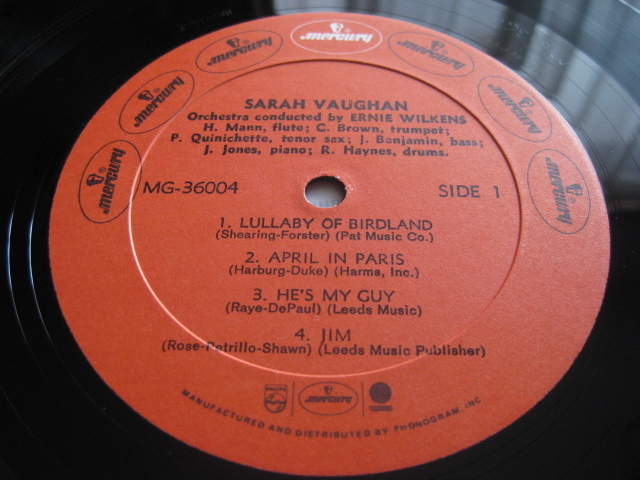 mercury
mercury
mercury
mercury
mercury
mercury
mercury
SARAH VAUGHAN
Orchestra conducted by ERNIE WILKENS
H. Mann, flute; C. Brown, trumpet;
P. Quinichette, tenor sax; J. Benjamin, bass;
J. Jones, piano; R. Haynes, drums.
MG-36004 SIDE 1
1. LULLABY OF BIRDLAND
(Shearing-Forster) (Pat Music Co.)
2. APRIL IN PARIS
(Harburg-Duke) (Harms, Inc.)
3. HE'S MY GUY
(Raye-DePaul) (Leeds Music)
4. JIM
(Rose-Petrillo-Shawn) (Leeds Music Publisher)
PHILIPS mercury
MANUFACTURED AND DISTRIBUTED BY PHONOGRAM, INC